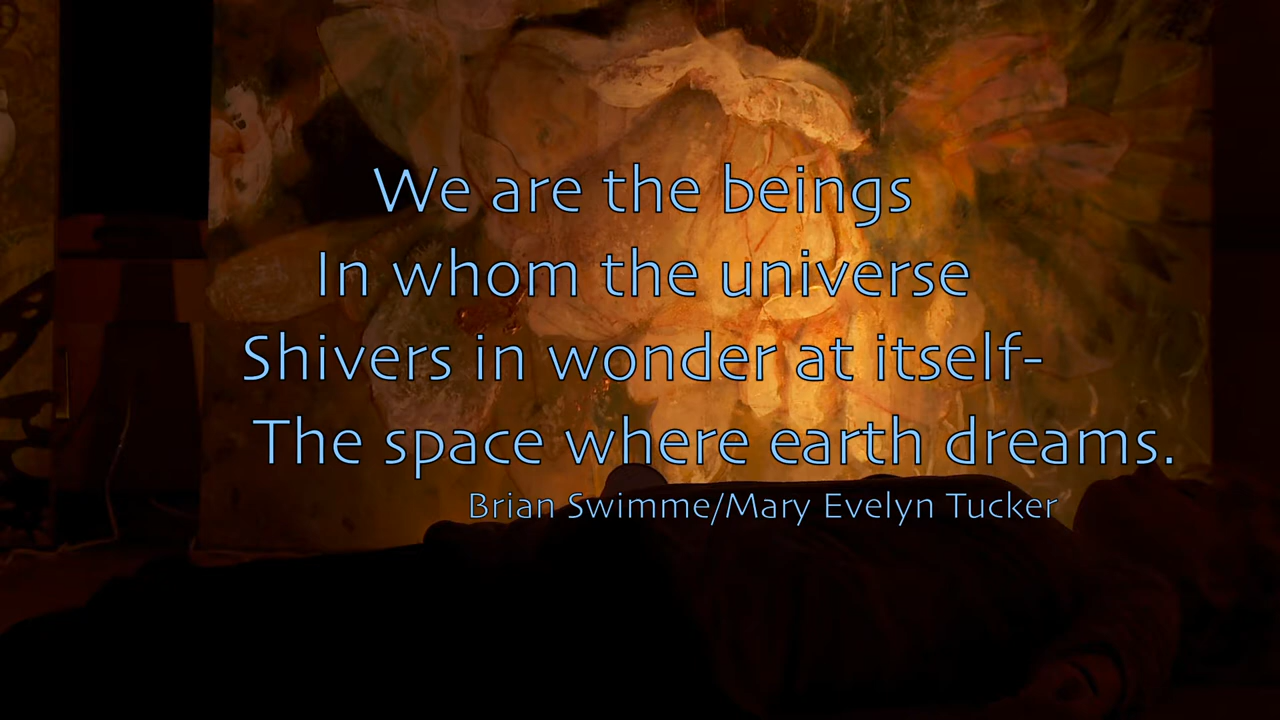 We are the beings
In whom the universe
Shivers in wonder at itself-
The space where earth dreams.
Brian Swimme/Mary Evelyn Tucker